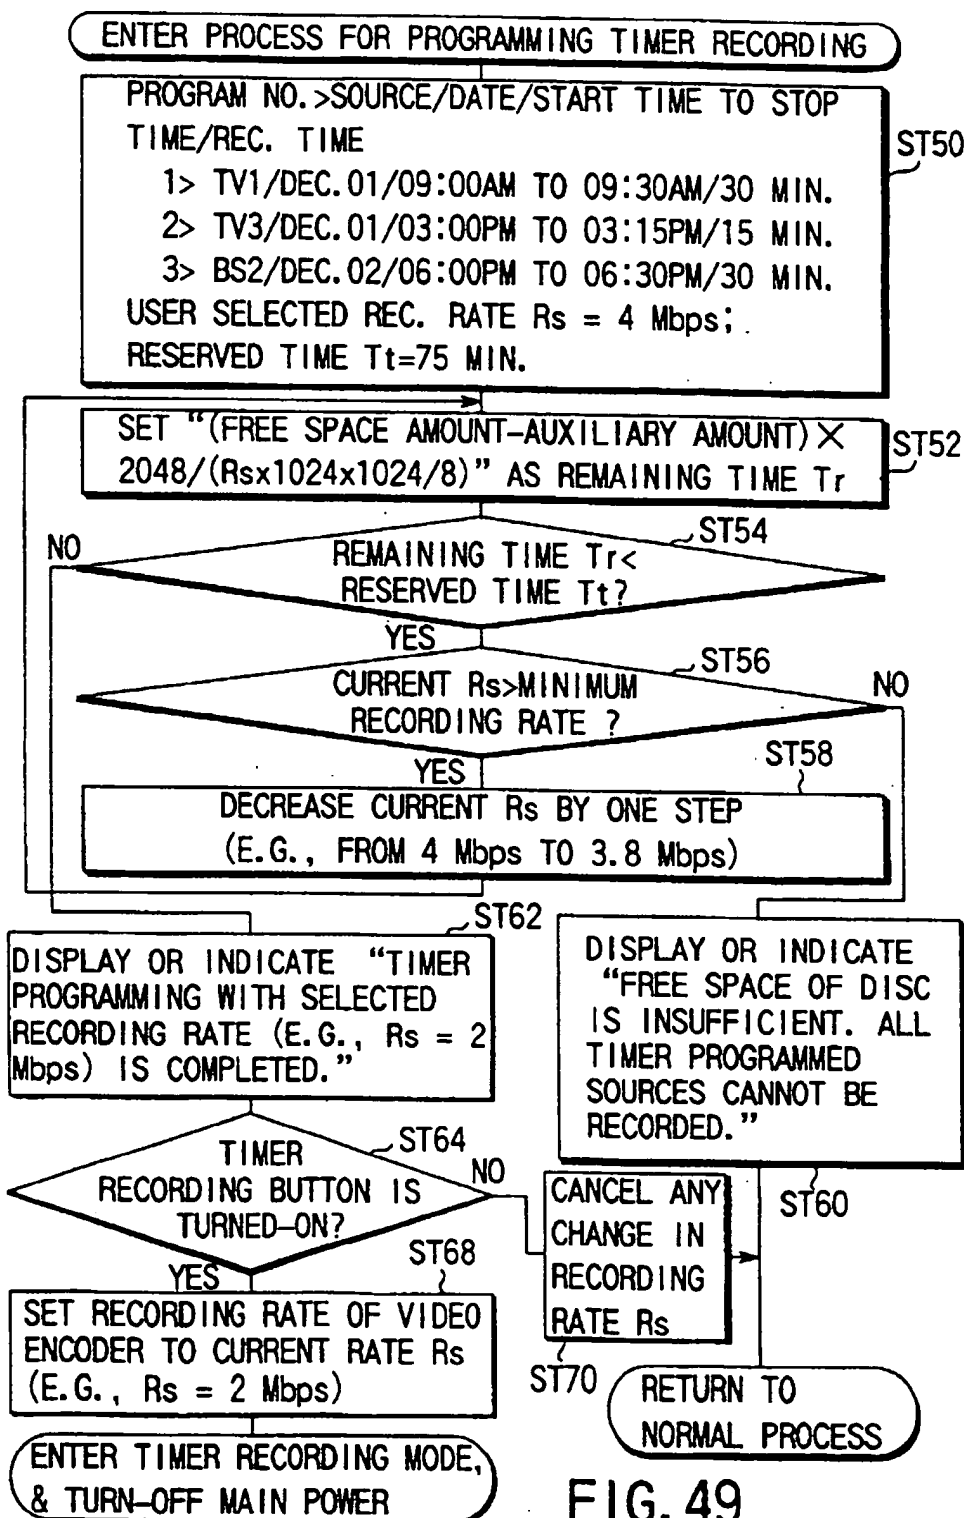 ENTER PROCESS FOR PROGRAMMING TIMER RECORDING
PROGRAM NO.>SOURCE/DATE/START TIME TO STOP
TIME/REC. TIME
1> TV1/DEC.01/09:00AM TO 09:30AM/30 MIN.
2> TV3/DEC.01/03:00PM TO 03:15PM/15 MIN.
3> BS2/DEC.02/06:00PM TO 06:30PM/30 MIN.
USER SELECTED REC. RATE Rs = 4 Mbps;
RESERVED TIME Tt=75 MIN.
ST50
SET "(FREE SPACE AMOUNT-AUXILIARY AMOUNT)×
2048/(Rsx1024x1024/8)" AS REMAINING TIME Tr
ST52
ST54
NO
REMAINING TIME Tr<
RESERVED TIME Tt?
YES
ST56
CURRENT Rs>MINIMUM
RECORDING RATE ?
NO
YES
ST58
DECREASE CURRENT Rs BY ONE STEP
(E.G., FROM 4 Mbps TO 3.8 Mbps)
ST62
DISPLAY OR INDICATE "TIMER
PROGRAMMING WITH SELECTED
RECORDING RATE (E.G., Rs = 2
Mbps) IS COMPLETED."
DISPLAY OR INDICATE
"FREE SPACE OF DISC
IS INSUFFICIENT. ALL
TIMER PROGRAMMED
SOURCES CANNOT BE
RECORDED."
ST60
ST64
TIMER
RECORDING BUTTON IS
TURNED-ON?
NO
YES
CANCEL ANY
CHANGE IN
RECORDING
RATE Rs
ST70
ST68
SET RECORDING RATE OF VIDEO
ENCODER TO CURRENT RATE Rs
(E.G., Rs = 2 Mbps)
RETURN TO
NORMAL PROCESS
ENTER TIMER RECORDING MODE,
& TURN-OFF MAIN POWER
FIG. 49